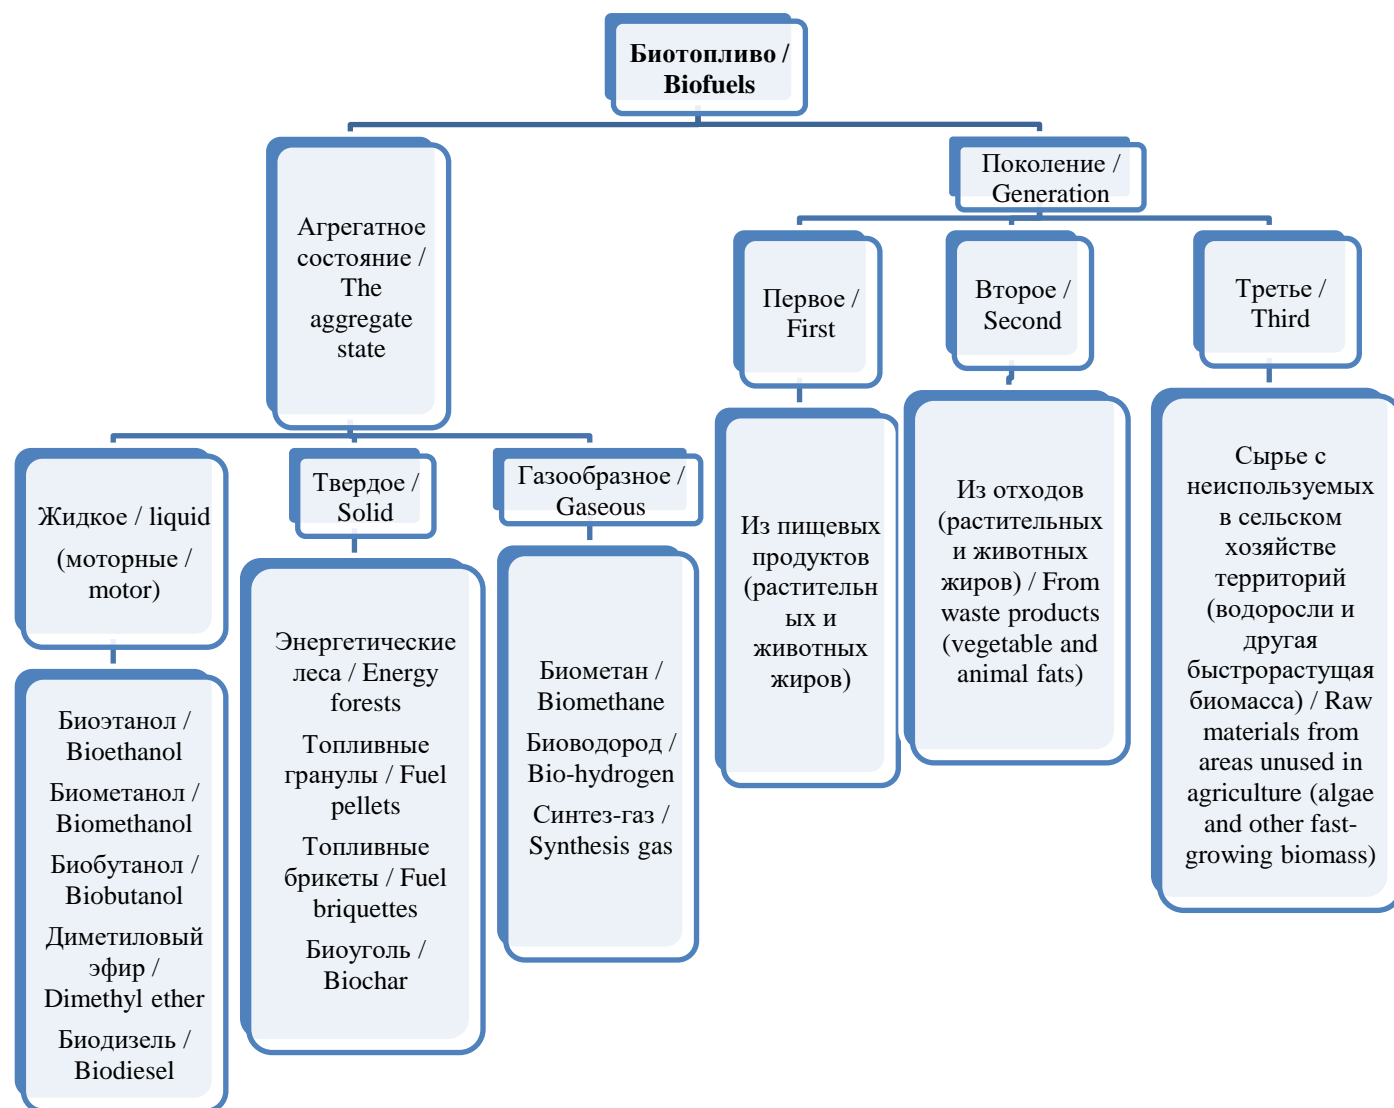 Биотопливо /
Biofuels
Агрегатное
состояние /
The
aggregate
state
Поколение /
Generation
Жидкое / liquid
(моторные /
motor)
Биоэтанол /
Bioethanol
Биометанол /
Biomethanol
Биобутанол /
Biobutanol
Диметиловый
эфир /
Dimethyl ether
Биодизель /
Biodiesel
Твердое /
Solid
Энергетические
леса / Energy
forests
Топливные
гранулы / Fuel
pellets
Топливные
брикеты / Fuel
briquettes
Биоуголь /
Biochar
Газообразное /
Gaseous
Биометан /
Biomethane
Биоводород /
Bio-hydrogen
Синтез-газ /
Synthesis gas
Первое /
First
Из пищевых
продуктов
(растительн
ых и
животных
жиров)
Второе /
Second
Из отходов
(растительных
и животных
жиров) / From
waste products
(vegetable and
animal fats)
Третье /
Third
Сырье с
неиспользуемых
в сельском
хозяйстве
территорий
(водоросли и
другая
быстрорастущая
биомасса) / Raw
materials from
areas unused in
agriculture (algae
and other fast-
growing biomass)